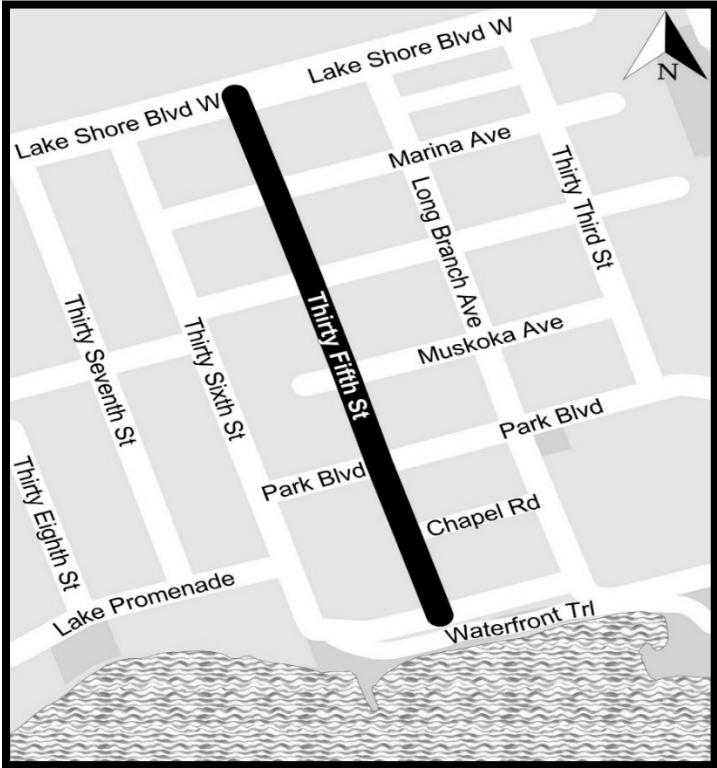 Lake Shore Blvd W
N
Lake Shore Blvd W
Marina Ave
Thirty Third St
Long Branch Ave
Thirty Seventh St
Thirty Sixth St
Thirty Fifth St
Muskoka Ave
Park Blvd
Park Blvd
Thirty Eighth St
Chapel Rd
Lake Promenade
Waterfront Trl